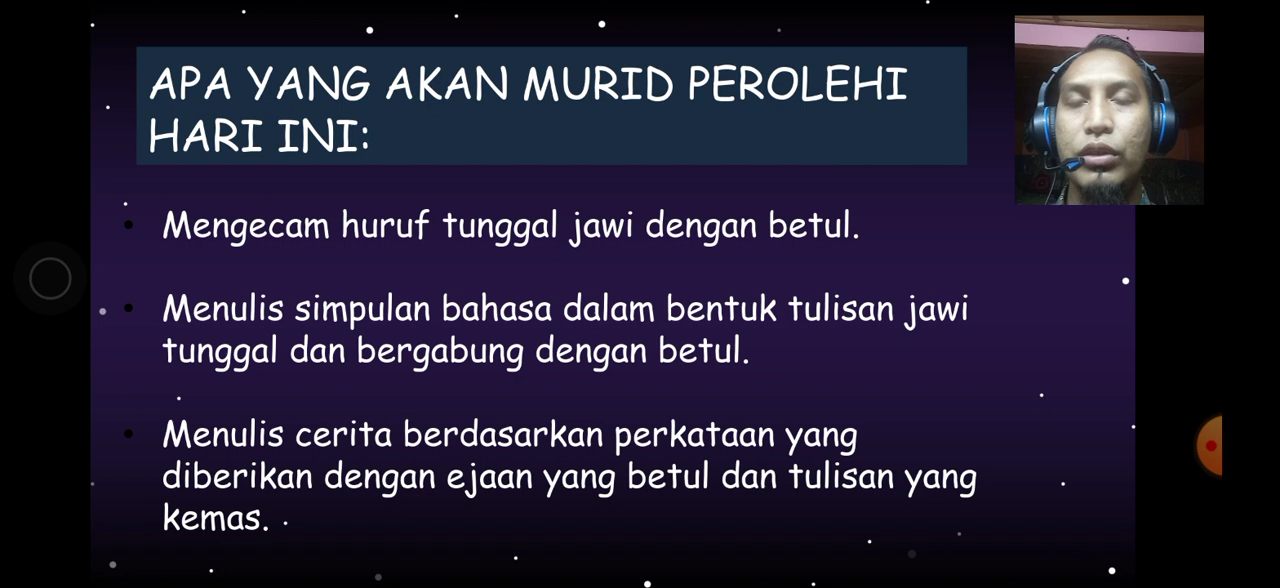 APA YANG AKAN MURID PEROLEHI
HARI INI:
Mengecam huruf tunggal jawi dengan betul.
Menulis simpulan bahasa dalam bentuk tulisan jawi
tunggal dan bergabung dengan betul.
Menulis cerita berdasarkan perkataan yang
diberikan dengan ejaan yang betul dan tulisan yang
kemas.